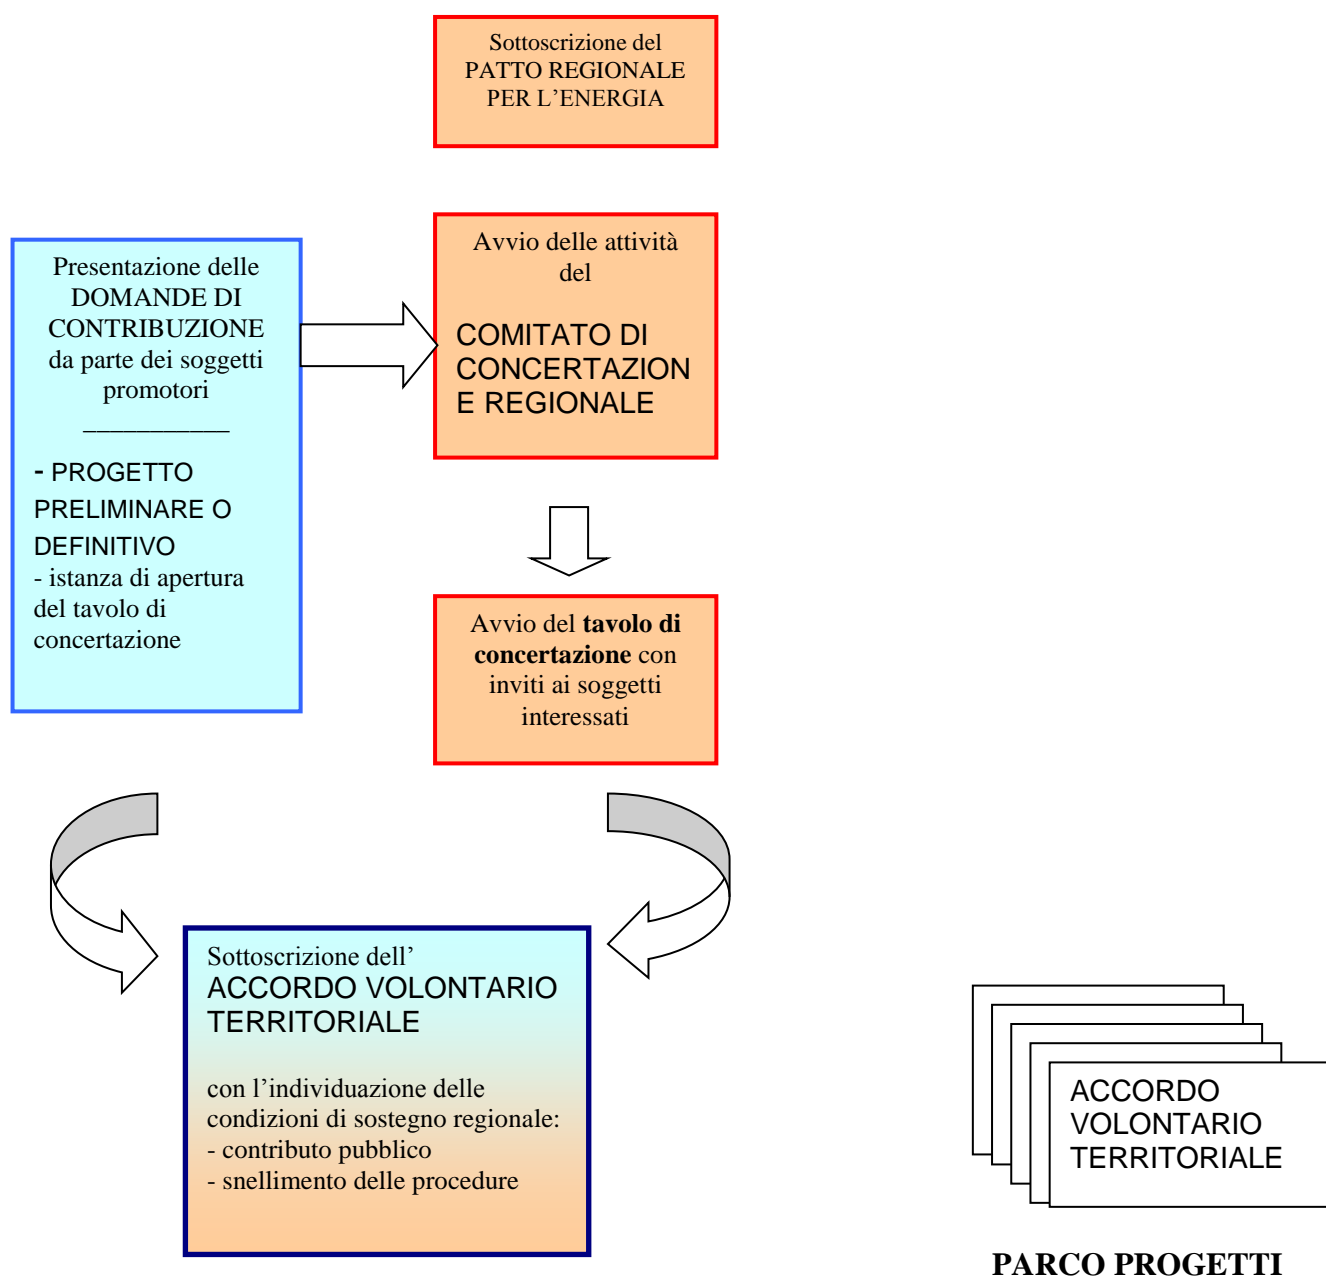 Sottoscrizione del
PATTO REGIONALE
PER L’ENERGIA
Presentazione delle
DOMANDE DI
CONTRIBUZIONE
da parte dei soggetti
promotori
___________
- PROGETTO
PRELIMINARE O
DEFINITIVO
- istanza di apertura
del tavolo di
concertazione
Avvio delle attività
del
COMITATO DI
CONCERTAZION
E REGIONALE
Avvio del tavolo di
concertazione con
inviti ai soggetti
interessati
Sottoscrizione dell’
ACCORDO VOLONTARIO
TERRITORIALE
con l’individuazione delle
condizioni di sostegno regionale:
- contributo pubblico
- snellimento delle procedure
ACCORDO
VOLONTARIO
TERRITORIALE
PARCO PROGETTI